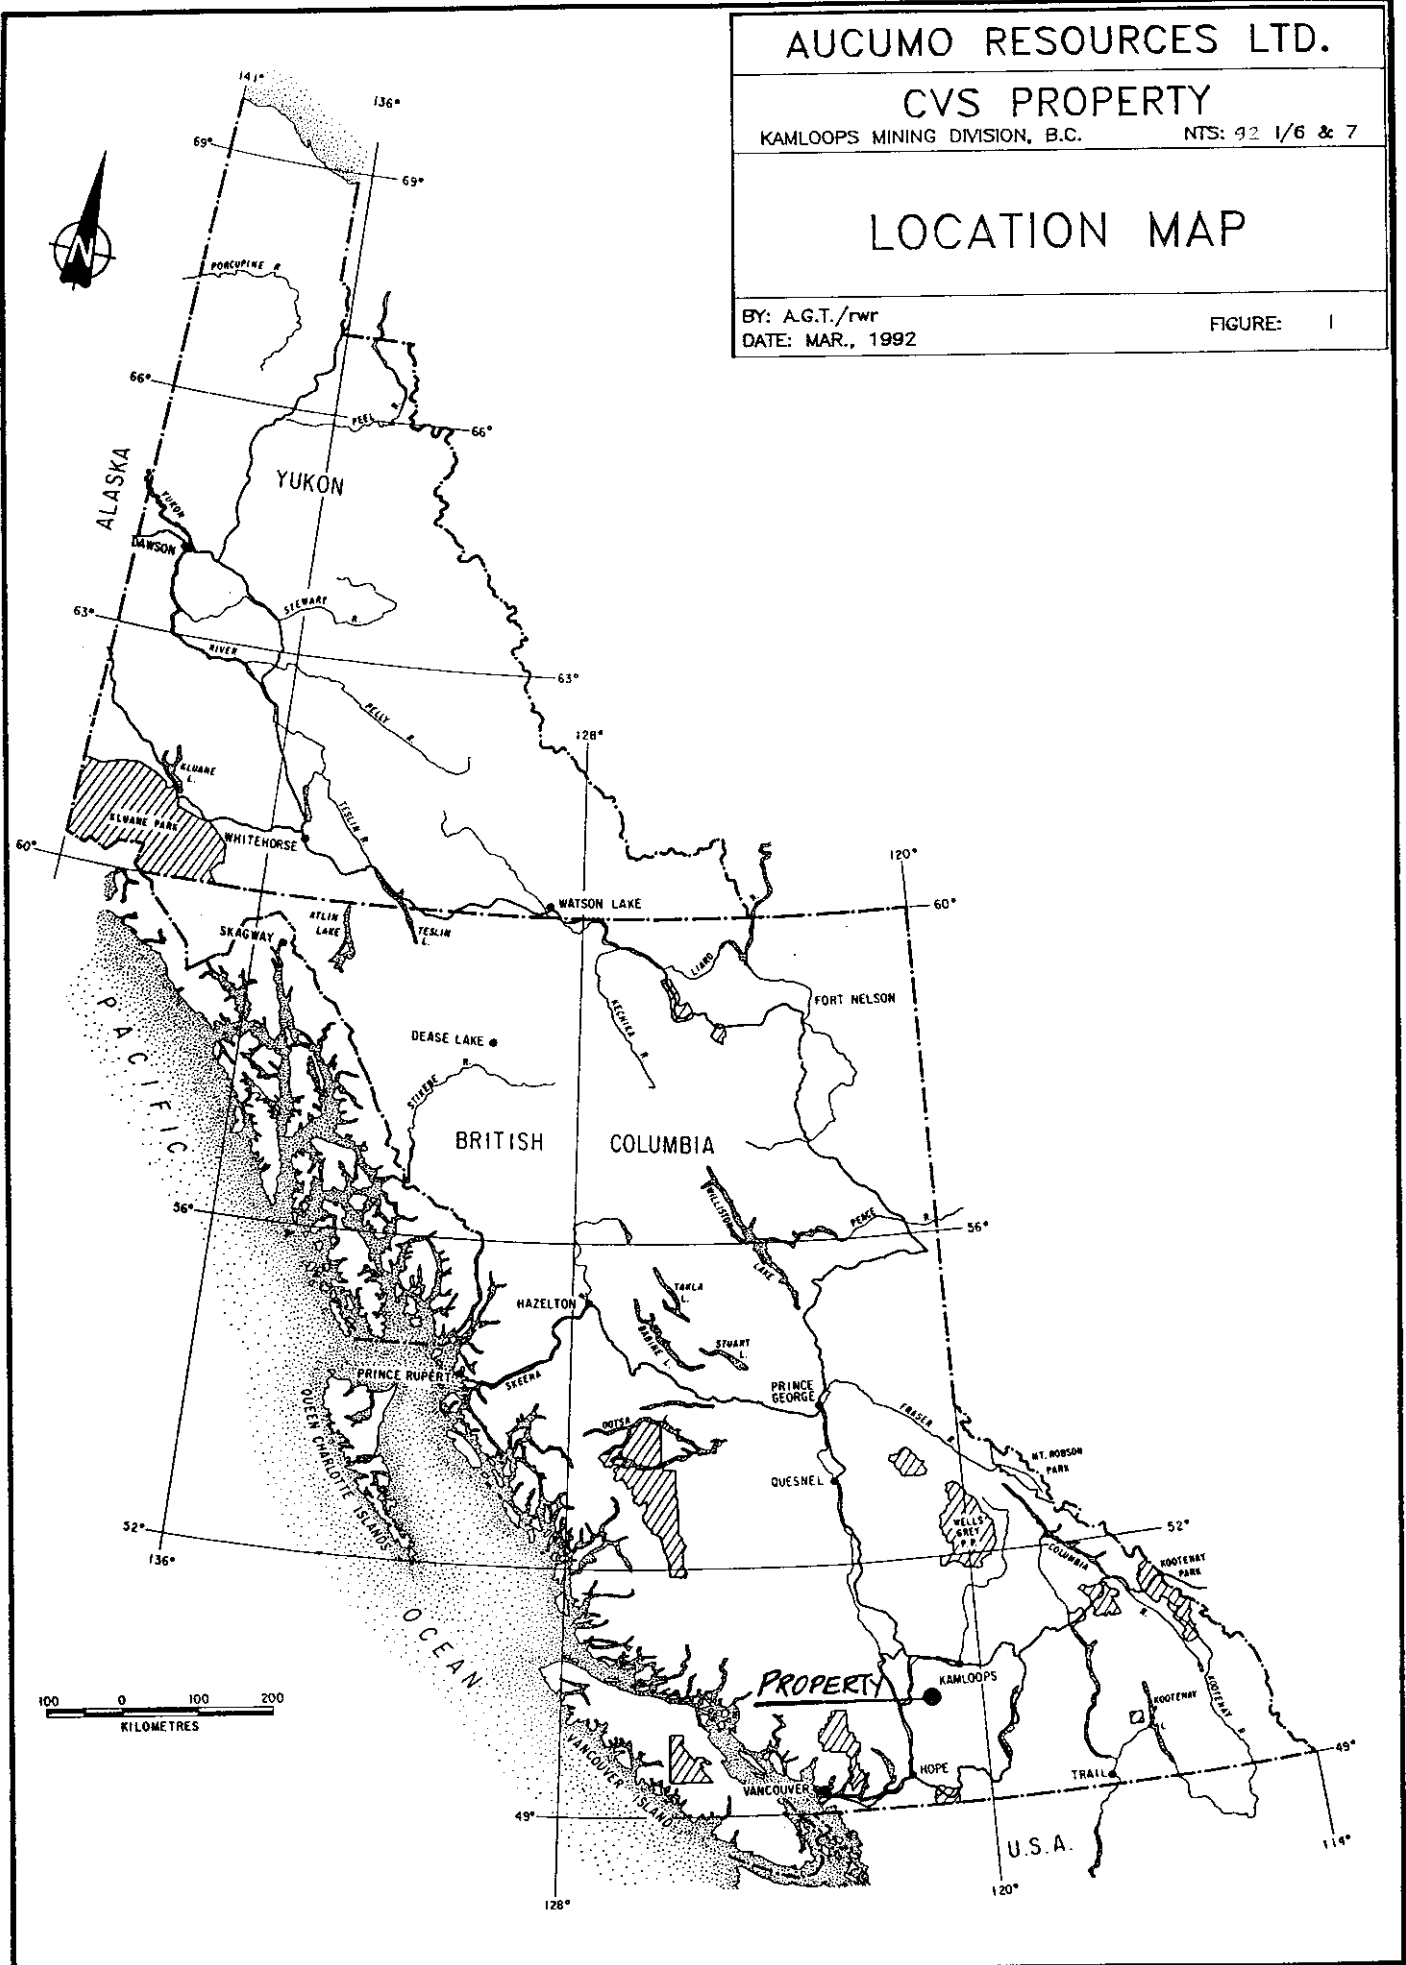 AUCUMO RESOURCES LTD.
CVS PROPERTY
KAMLOOPS MINING DIVISION, B.C. NTS: 92 I/6 & 7
LOCATION MAP
BY: A.G.T./rwr
DATE: MAR., 1992
FIGURE: 1
141°
136°
69°
69°
N
PORCUPINE R.
66°
PEEL R.
66°
YUKON
ALASKA
YUKON
DAWSON
63°
STEWART R.
RIVER
63°
PELLY R.
128°
KLUANE L.
KLUANE PARK
WHITEHORSE
TESLIN R.
60°
120°
WATSON LAKE
60°
ATLIN LAKE
TESLIN L.
SKAGWAY
LIARD R.
FORT NELSON
KECHIKA R.
DEASE LAKE
STIKENE R.
PACIFIC
BRITISH COLUMBIA
WILLISTON LAKE
PEACE R.
56°
56°
TAKLA L.
HAZELTON
BABINE L.
STUART L.
PRINCE RUPERT
SKEENA
PRINCE GEORGE
QUEEN CHARLOTTE ISLANDS
OOTSA
FRASER R.
MT. ROBSON PARK
QUESNEL
WELLS GREY P.P.
52°
52°
136°
COLUMBIA R.
KOOTENAY PARK
OCEAN
PROPERTY
KAMLOOPS
KOOTENAY L.
KOOTENAY R.
100 0 100 200
KILOMETRES
VANCOUVER ISLAND
HOPE
TRAIL
49°
VANCOUVER
49°
U.S.A.
114°
120°
128°